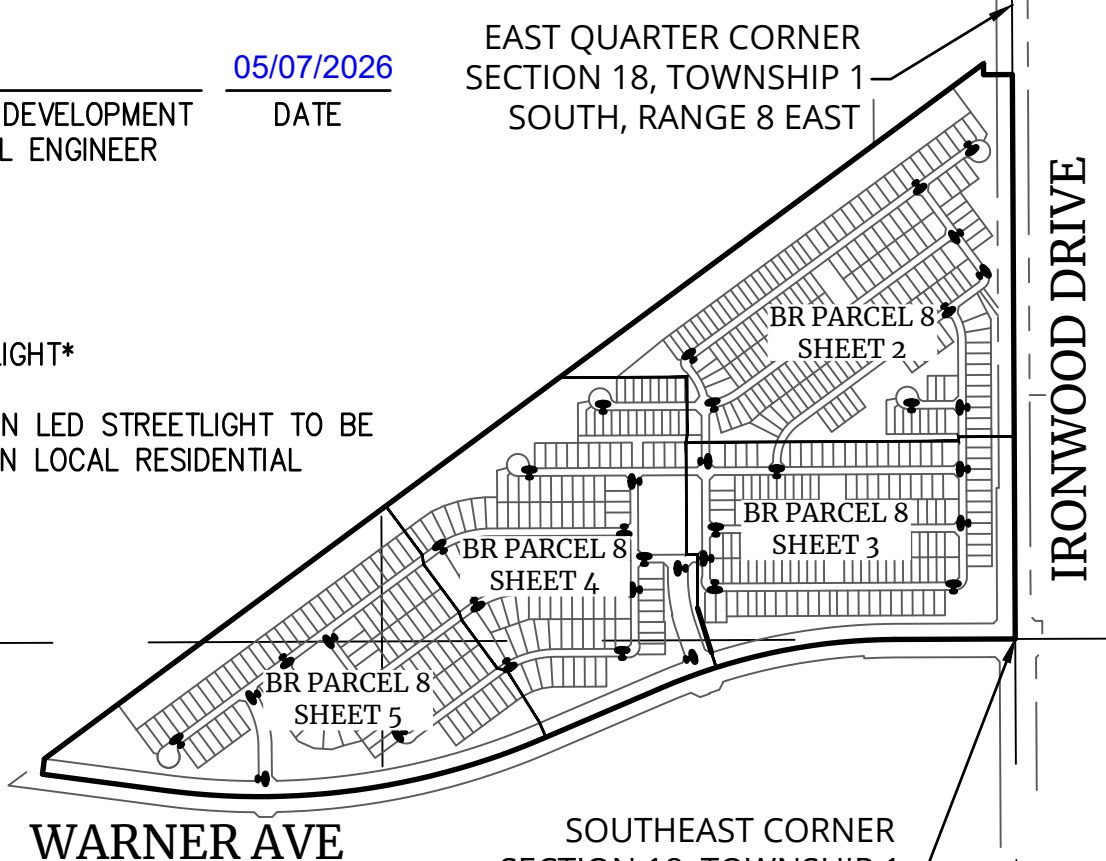 EAST QUARTER CORNER
SECTION 18, TOWNSHIP 1
SOUTH, RANGE 8 EAST
05/07/2026
DEVELOPMENT
DATE
ENGINEER
IRONWOOD DRIVE
BR PARCEL 8
SHEET 2
LED STREETLIGHT TO BE
LOCAL RESIDENTIAL
BR PARCEL 8
SHEET 3
BR PARCEL 8
SHEET 4
BR PARCEL 8
SHEET 5
WARNER AVE
SOUTHEAST CORNER
TOWNSHIP 1